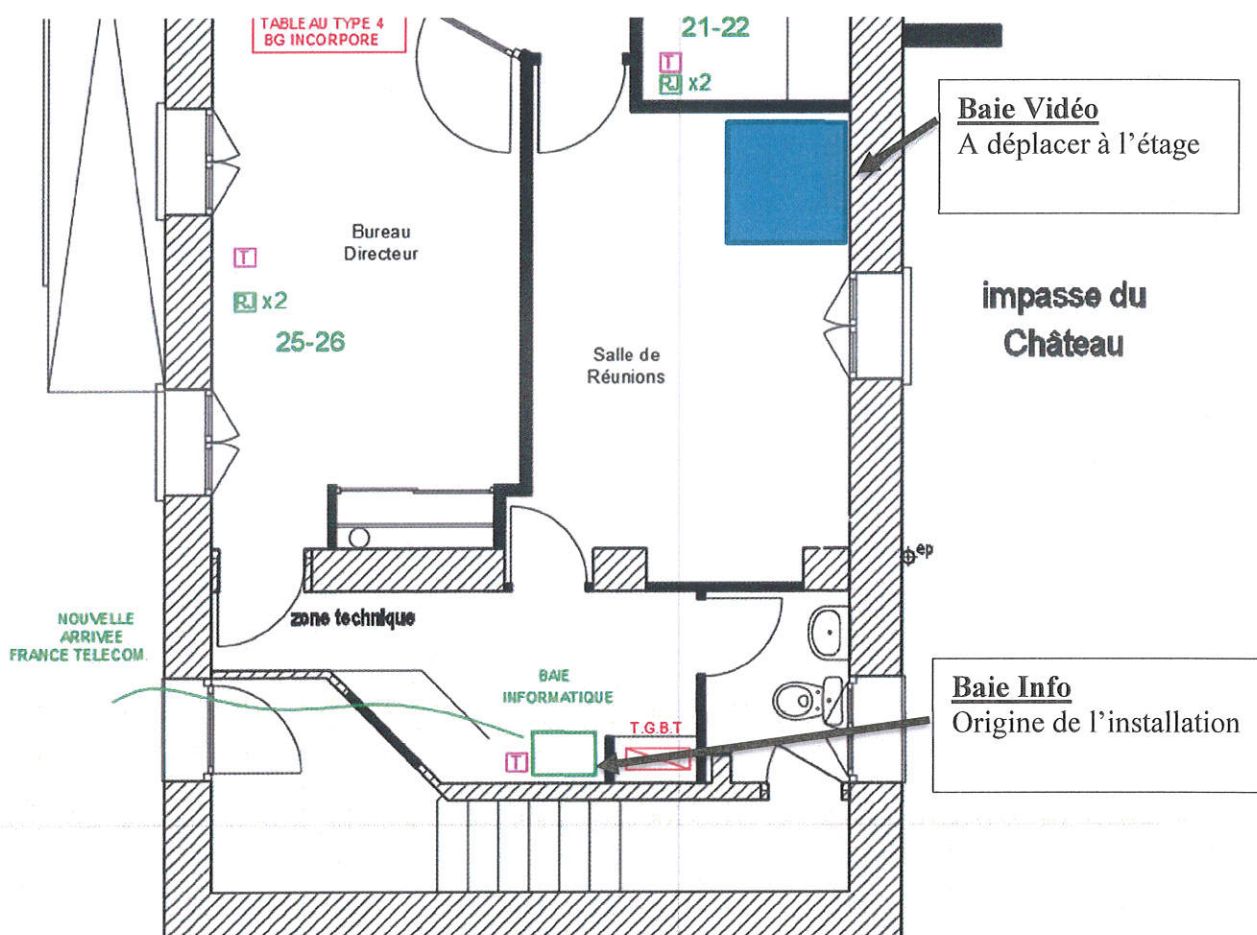 TABLEAU TYPE 4
BG INCORPORE
21-22
T
RJ x2
Baie Vidéo
A déplacer à l'étage
Bureau
Directeur
T
RJ x2
25-26
impasse du
Château
Salle de
Réunions
ep
zone technique
NOUVELLE
ARRIVEE
FRANCE TELECOM.
BAIE
INFORMATIQUE
T.G.B.T
T
Baie Info
Origine de l'installation